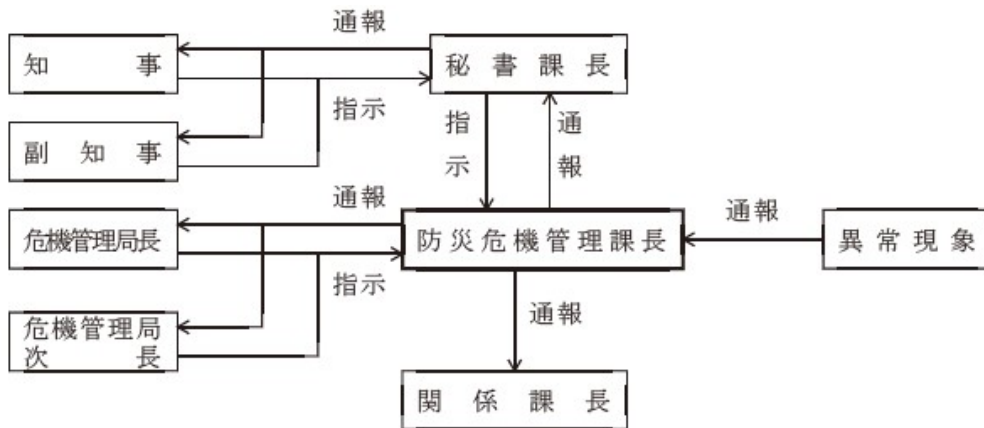 通報
知事
秘書課長
指示
副知事
指示
通報
通報
危機管理局長
防災危機管理課長
通報
異常現象
指示
危機管理局
次長
通報
関係課長